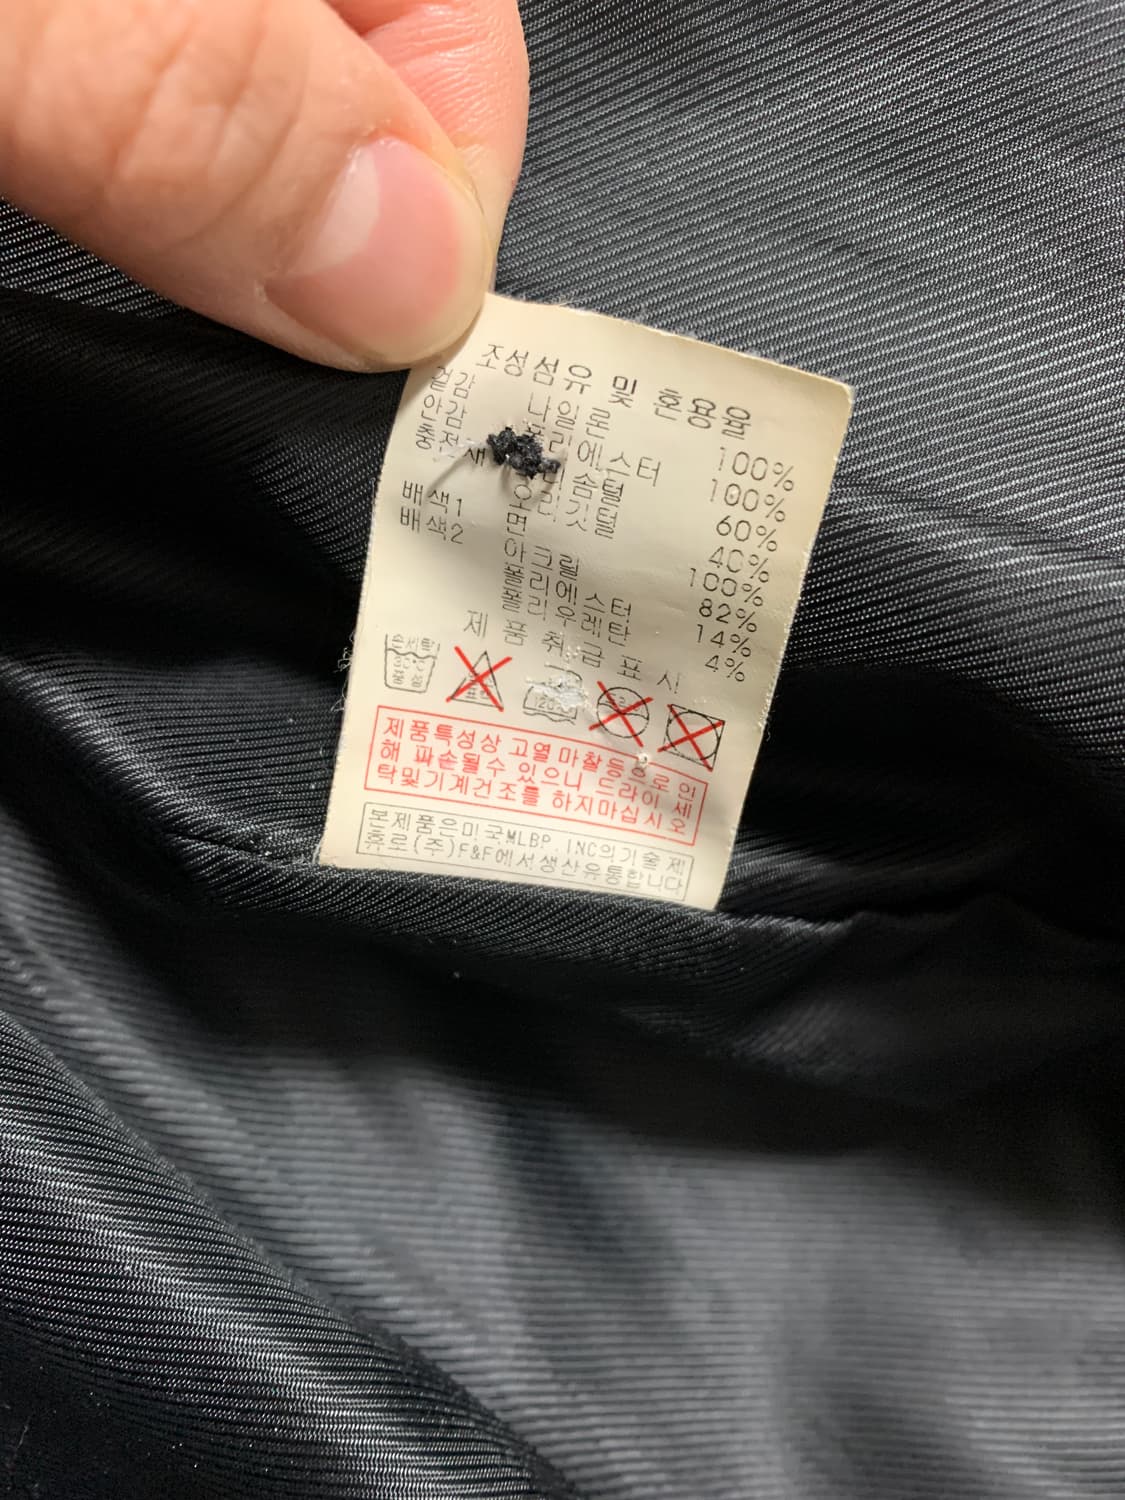 조성섬유 및 혼용율
겉감 나일론 100%
안감 폴리에스터 100%
충전재 솜털 60%
깃털 40%
배색1 면 100%
배색2 아크릴 82%
폴리에스터 14%
폴리우레탄 4%
제품취급표시
손세탁
제품특성상 고열마찰등으로인
해 파손될수 있으니 드라이 세
탁및기계건조를 하지마십시오
본제품은미국MLBP, INC의기술제
휴로(주)F&F에서생산유통합니다